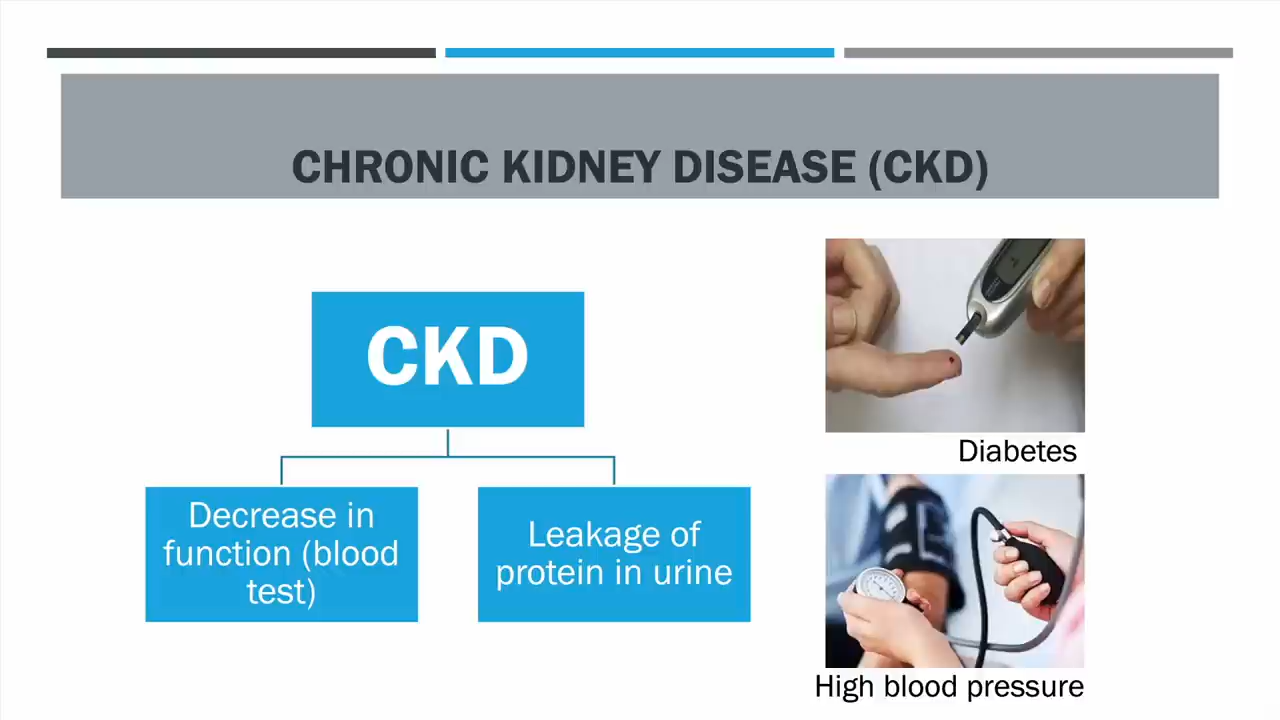 CHRONIC KIDNEY DISEASE (CKD)
CKD
Decrease in
function (blood
test)
Leakage of
protein in urine
Diabetes
High blood pressure